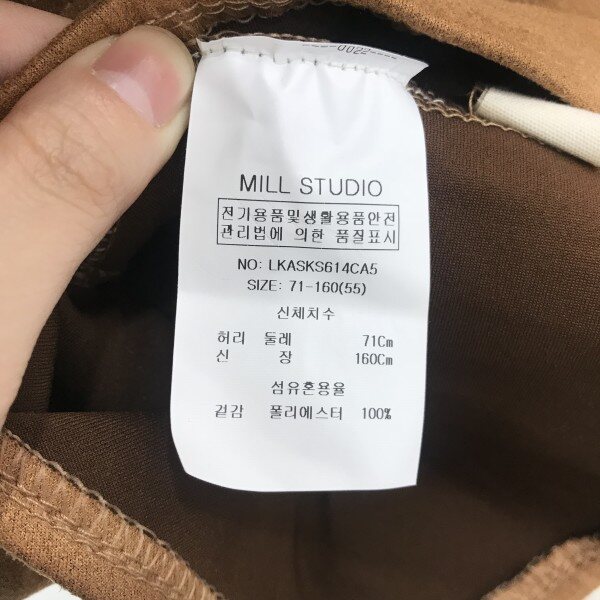 ----0022----
MILL STUDIO
전기용품및생활용품안전
관리법에 의한 품질표시
NO: LKASKS614CA5
SIZE: 71-160(55)
신체치수
허리 둘레 71Cm
신 장 160Cm
섬유혼용율
겉감 폴리에스터 100%